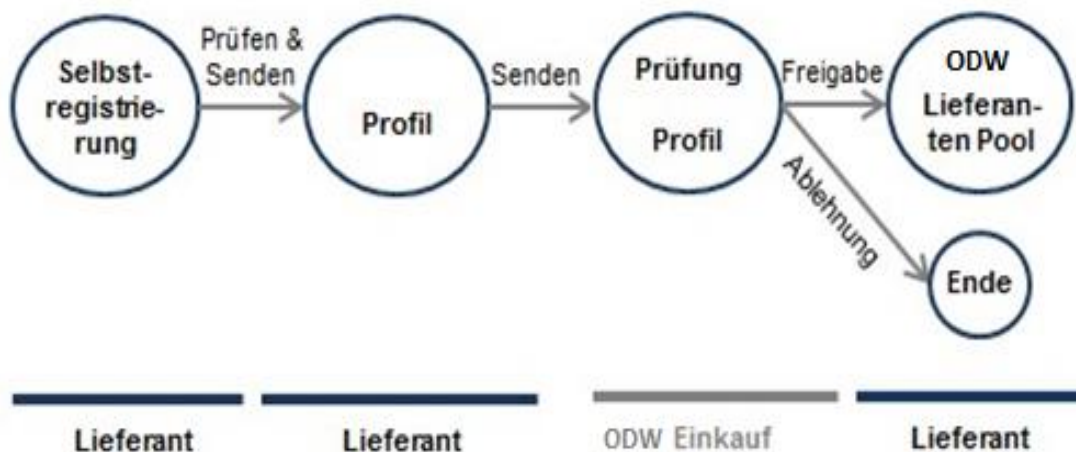 Selbst-
registrie-
rung
Prüfen &
Senden
Profil
Senden
Prüfung
Profil
Freigabe
Ablehnung
ODW
Lieferan-
ten Pool
Ende
Lieferant
Lieferant
ODW Einkauf
Lieferant